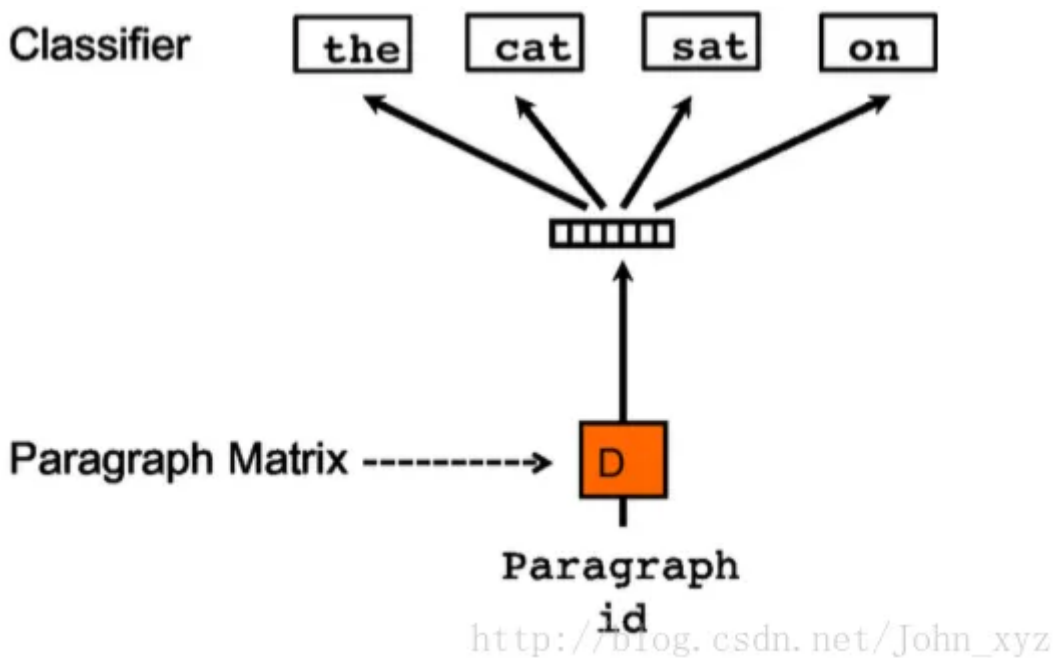 Classifier the cat sat on
Paragraph Matrix D
Paragraph
id
http://blog.csdn.net/John_xyz